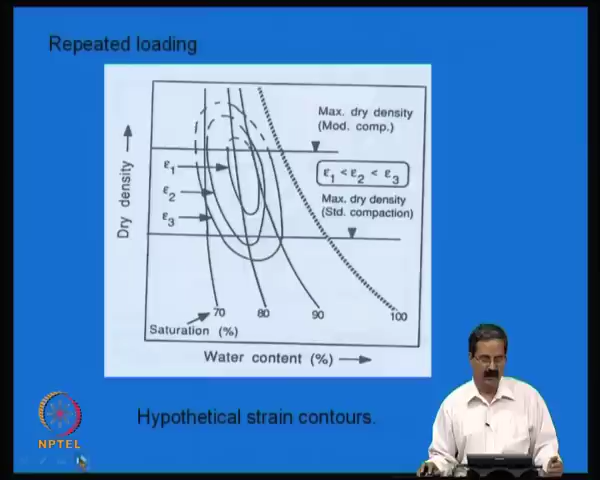 Repeated loading
Max. dry density
(Mod. comp.)
ε1
ε1 < ε2 < ε3
ε2
Max. dry density
(Std. compaction)
ε3
Dry density
70
80
90
100
Saturation (%)
Water content (%)
Hypothetical strain contours.
NPTEL